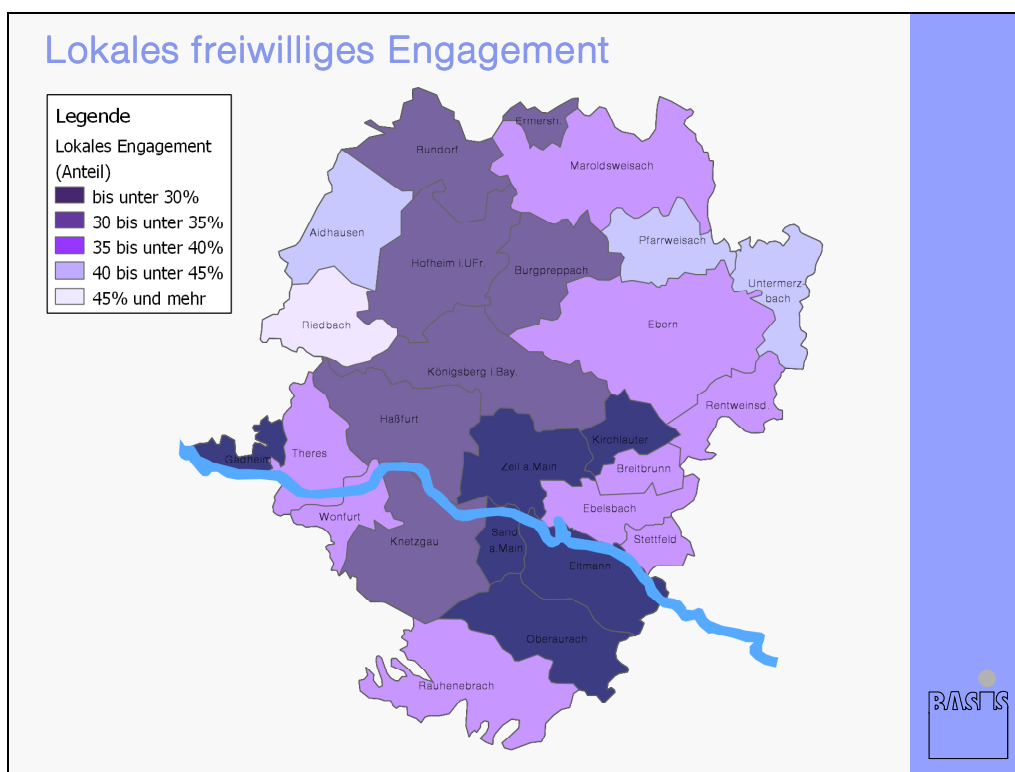 Lokales freiwilliges Engagement
Legende
Lokales Engagement
(Anteil)
bis unter 30%
30 bis unter 35%
35 bis unter 40%
40 bis unter 45%
45% und mehr
Ermersh.
Rundorf
Maroldsweisach
Aidhausen
Pfarrweisach
Hofheim i.UFr.
Burgpreppach
Untermerz-
bach
Riedbach
Eborn
Königsberg i.Bay.
Rentweinsd.
Haßfurt
Kirchlauter
Theres
Gädheim
Zeil a.Main
Breitbrunn
Ebelsbach
Wonfurt
Knetzgau
Sand
a.Main
Stettfeld
Eltmann
Oberaurach
Rauhenebrach
BASIS